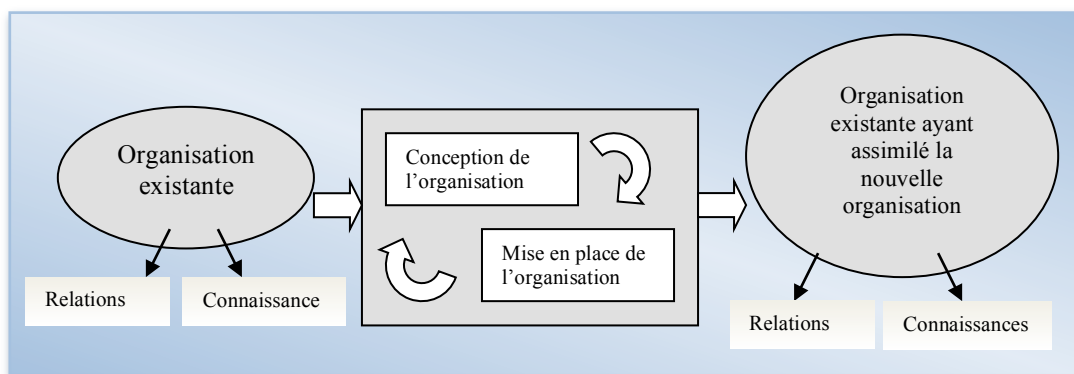 Organisation
existante
Relations
Connaissance
Conception de
l’organisation
Mise en place de
l’organisation
Organisation
existante ayant
assimilé la
nouvelle
organisation
Relations
Connaissances